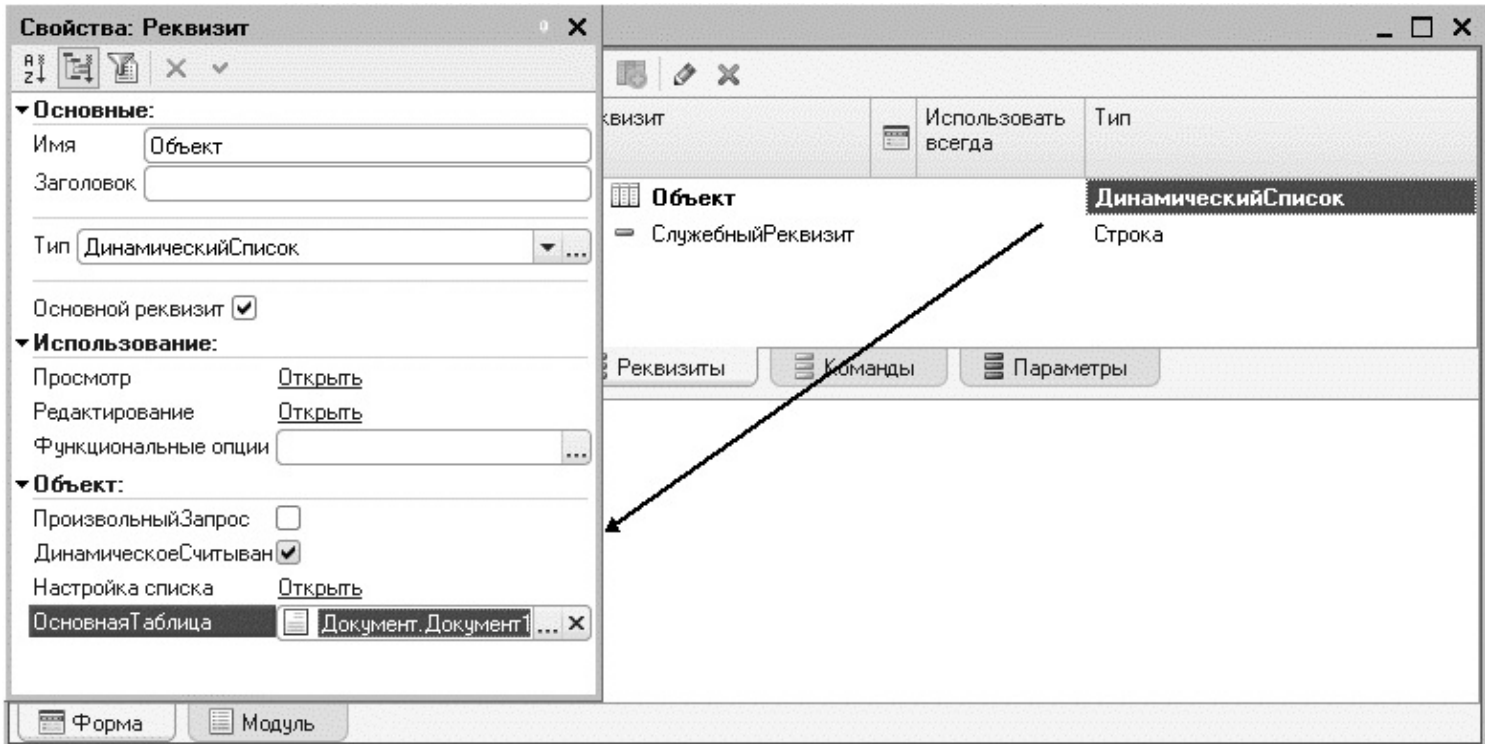 Свойства: Реквизит
Основные:
Имя Объект
Заголовок
Тип ДинамическийСписок ...
Основной реквизит
Использование:
Просмотр Открыть
Редактирование Открыть
Функциональные опции ...
Объект:
ПроизвольныйЗапрос
ДинамическоеСчитыван
Настройка списка Открыть
ОсновнаяТаблица Документ.Документ1 ...
квизит Использовать всегда Тип
Объект ДинамическийСписок
СлужебныйРеквизит Строка
Реквизиты Команды Параметры
Форма Модуль